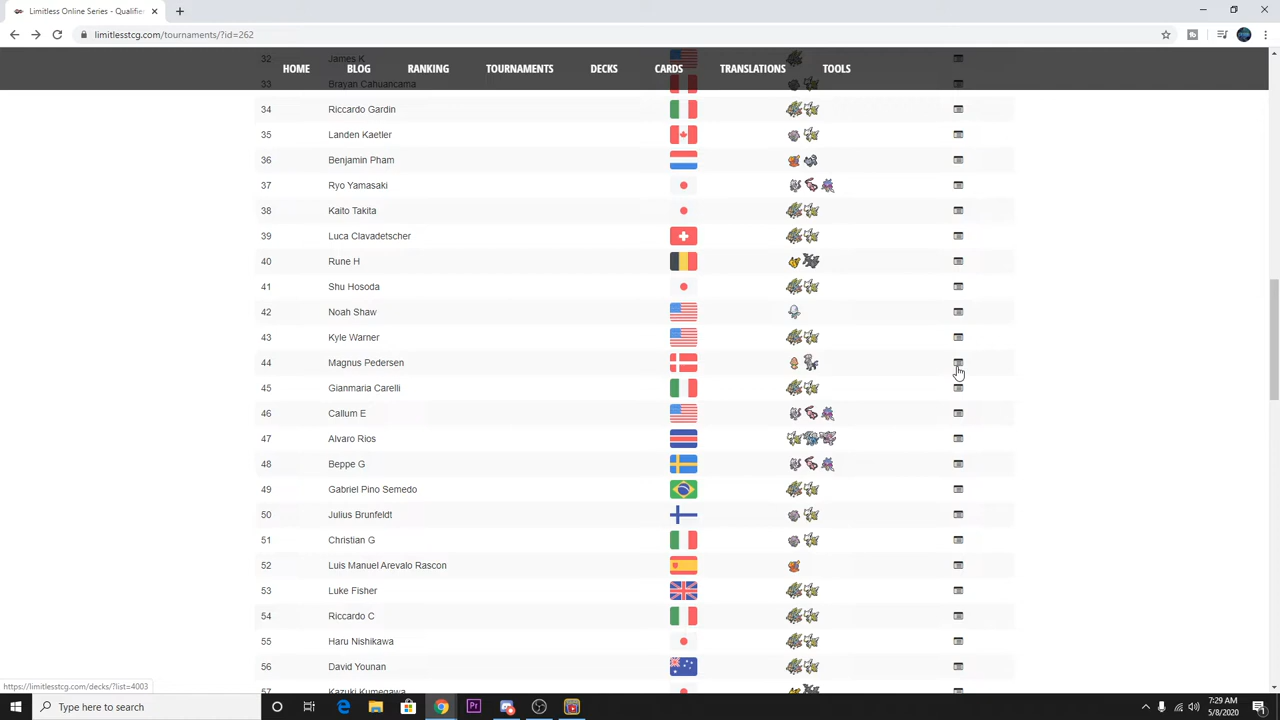 Limitless Online Series - Qualifie
limitlesstcg.com/tournaments/?id=262
HOME BLOG RANKING TOURNAMENTS DECKS CARDS TRANSLATIONS TOOLS
32 James K
33 Brayan Cahuancama
34 Riccardo Gardin
35 Landen Kaetler
36 Benjamin Pham
37 Ryo Yamasaki
38 Kaito Takita
39 Luca Clavadetscher
40 Rune H
41 Shu Hosoda
42 Noah Shaw
43 Kyle Warner
44 Magnus Pedersen
45 Gianmaria Carelli
46 Callum E
47 Alvaro Rios
48 Beppe G
49 Gabriel Pino Semedo
50 Julius Brunfeldt
51 Christian G
52 Luis Manuel Arevalo Rascon
53 Luke Fisher
54 Riccardo C
55 Haru Nishikawa
56 David Younan
57 Kazuki Kumegawa
https://limitlesstcg.com/decks/?list=4003
Type here to search
7:29 AM
5/8/2020